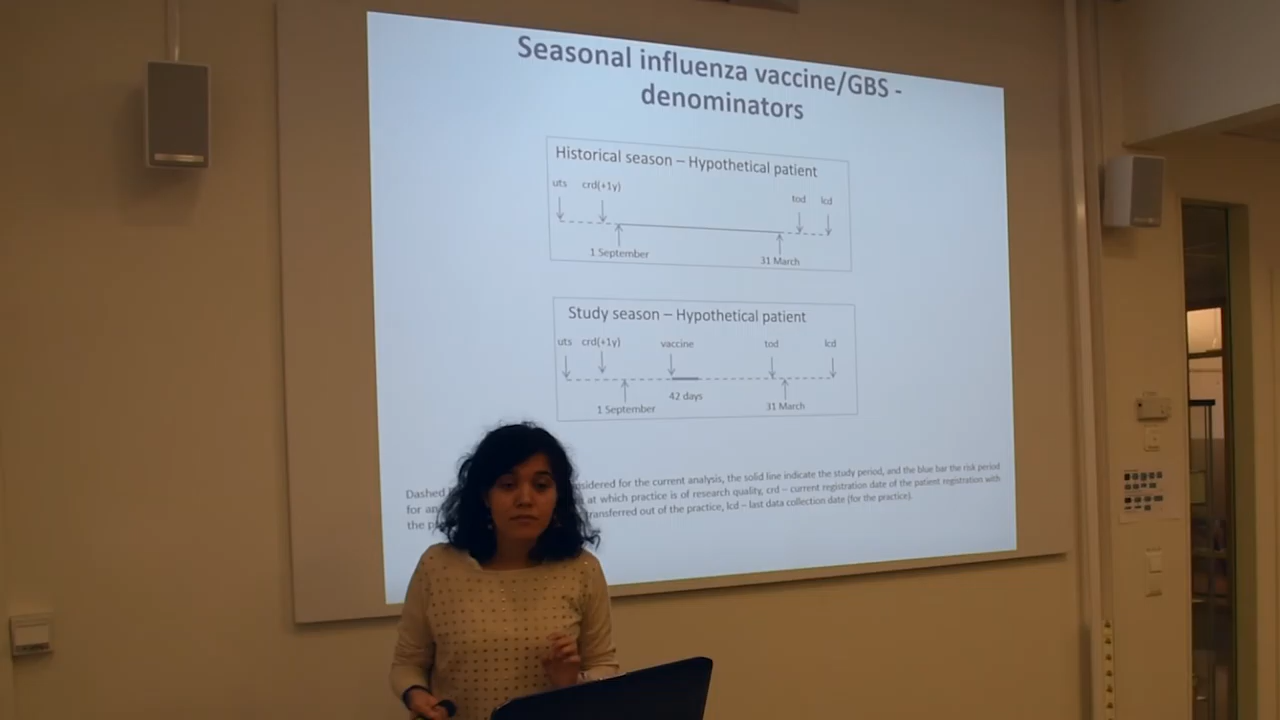 Seasonal influenza vaccine/GBS -
denominators
Historical season – Hypothetical patient
uts crd(+1y) tod lcd
1 September 31 March
Study season – Hypothetical patient
uts crd(+1y) vaccine tod lcd
42 days
1 September 31 March
Dashed nsidered for the current analysis, the solid line indicate the study period, and the blue bar the risk period
for an at which practice is of research quality, crd – current registration date of the patient registration with
the p transferred out of the practice, lcd – last data collection date (for the practice).